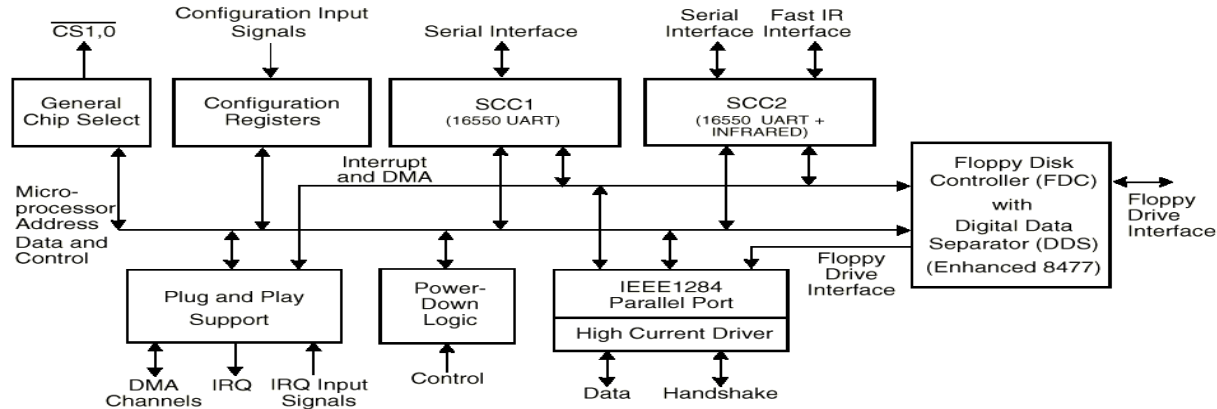 CS1,0
Configuration Input
Signals
Serial Interface
Serial
Interface
Fast IR
Interface
General
Chip Select
Configuration
Registers
SCC1
(16550 UART)
SCC2
(16550 UART +
INFRARED)
Interrupt
and DMA
Micro-
processor
Address
Data and
Control
Floppy Disk
Controller (FDC)
with
Digital Data
Separator (DDS)
(Enhanced 8477)
Floppy
Drive
Interface
Floppy
Drive
Interface
Plug and Play
Support
Power-
Down
Logic
IEEE1284
Parallel Port
High Current Driver
DMA
Channels
IRQ
IRQ Input
Signals
Control
Data
Handshake